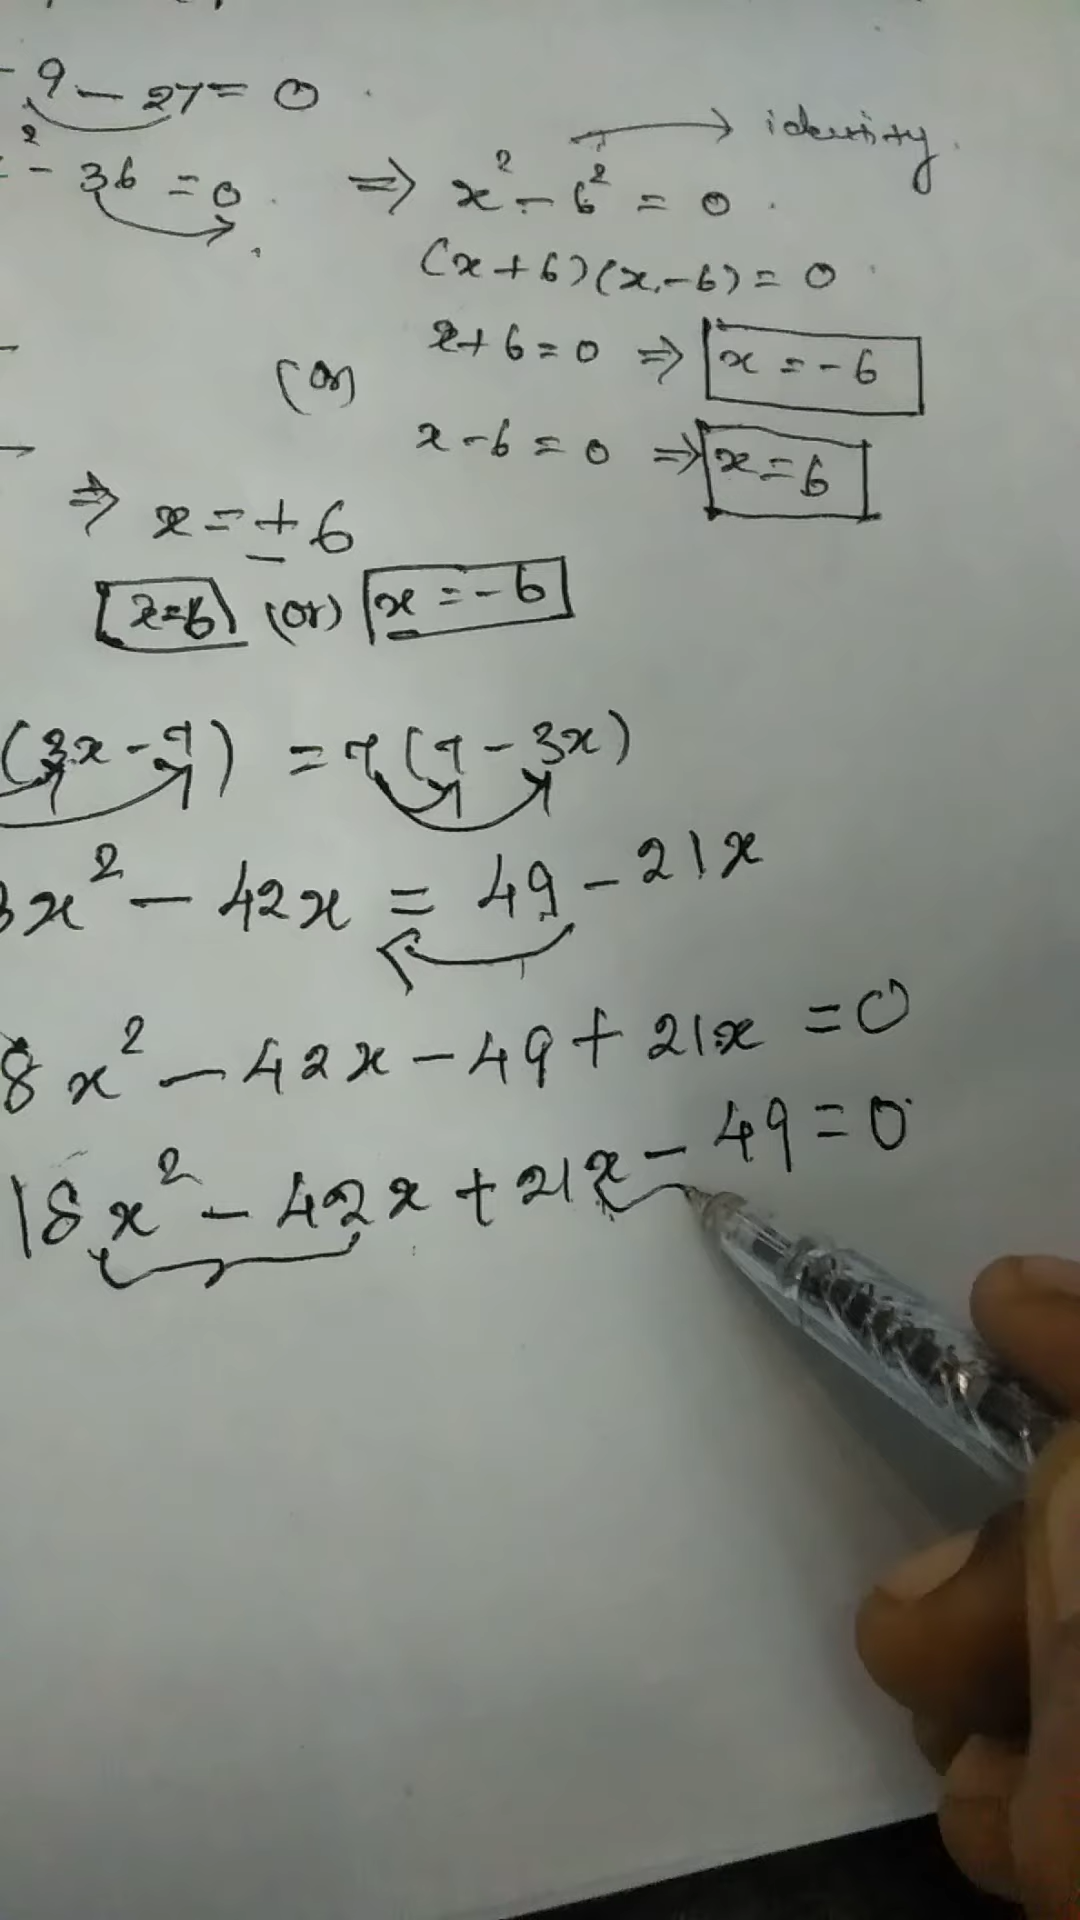 - 9 - 27 = 0
² - 36 = 0 ⇒ x² - 6² = 0 → identity
(x+6)(x-6) = 0
x+6 = 0 ⇒ x = -6
(or)
x-6 = 0 ⇒ x = 6
⇒ x = ± 6
x=6 (or) x = -6
(3x-7) = 7(7-3x)
8x² - 42x = 49 - 21x
8x² - 42x - 49 + 21x = 0
18x² - 42x + 21x - 49 = 0